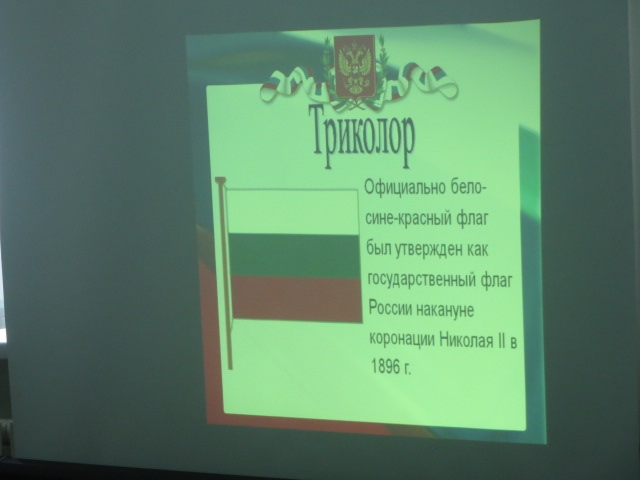 Триколор
Официально бело-
сине-красный флаг
был утвержден как
государственный флаг
России накануне
коронации Николая II в
1896 г.